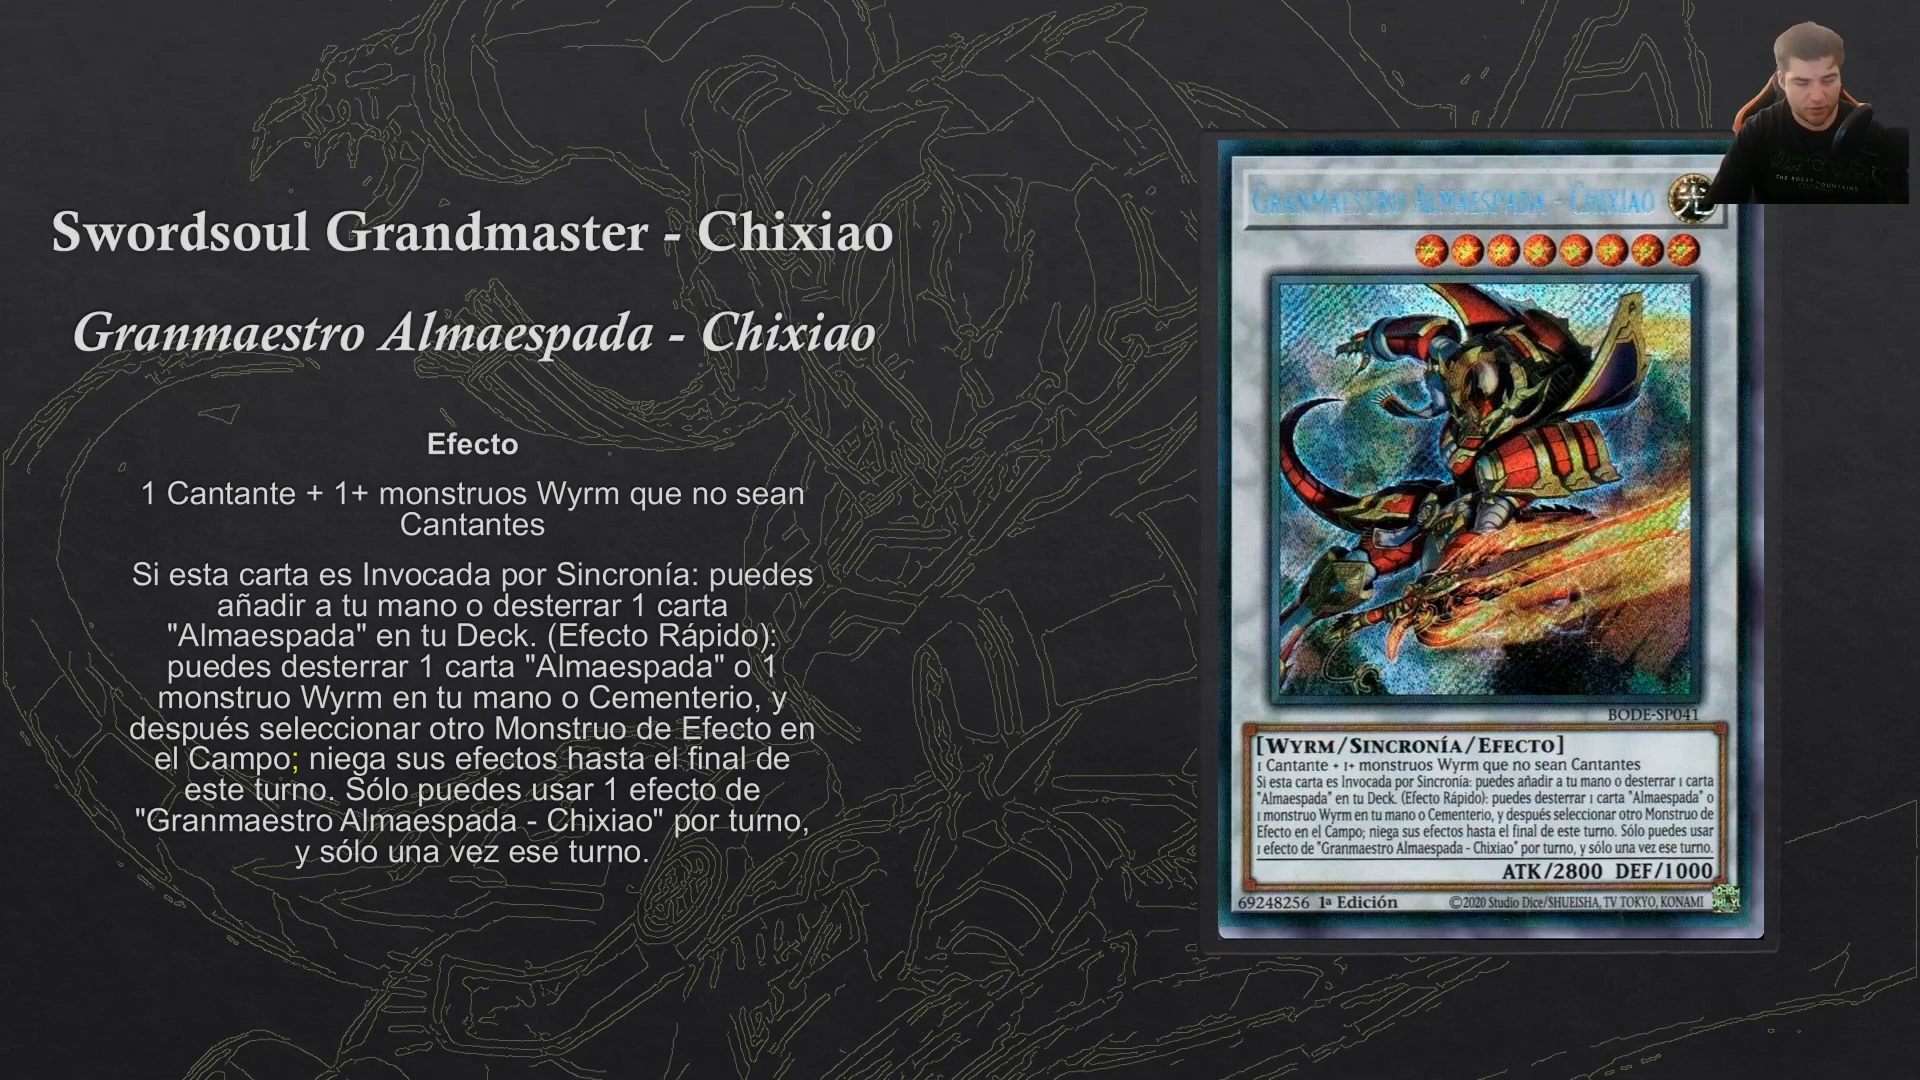 Swordsoul Grandmaster - Chixiao
Granmaestro Almaespada - Chixiao
Efecto
1 Cantante + 1+ monstruos Wyrm que no sean
Cantantes
Si esta carta es Invocada por Sincronía: puedes
añadir a tu mano o desterrar 1 carta
"Almaespada" en tu Deck. (Efecto Rápido):
puedes desterrar 1 carta "Almaespada" o 1
monstruo Wyrm en tu mano o Cementerio, y
después seleccionar otro Monstruo de Efecto en
el Campo; niega sus efectos hasta el final de
este turno. Sólo puedes usar 1 efecto de
"Granmaestro Almaespada - Chixiao" por turno,
y sólo una vez ese turno.
Granmaestro Almaespada - Chixiao
光
BODE-SP041
[Wyrm/Sincronía/Efecto]
1 Cantante + 1+ monstruos Wyrm que no sean Cantantes
Si esta carta es Invocada por Sincronía: puedes añadir a tu mano o desterrar 1 carta
"Almaespada" en tu Deck. (Efecto Rápido): puedes desterrar 1 carta "Almaespada" o
1 monstruo Wyrm en tu mano o Cementerio, y después seleccionar otro Monstruo de
Efecto en el Campo; niega sus efectos hasta el final de este turno. Sólo puedes usar
1 efecto de "Granmaestro Almaespada - Chixiao" por turno, y sólo una vez ese turno.
ATK/2800 DEF/1000
69248256 1ª Edición ©2020 Studio Dice/SHUEISHA, TV TOKYO, KONAMI
THE ROCKY MOUNTAINS